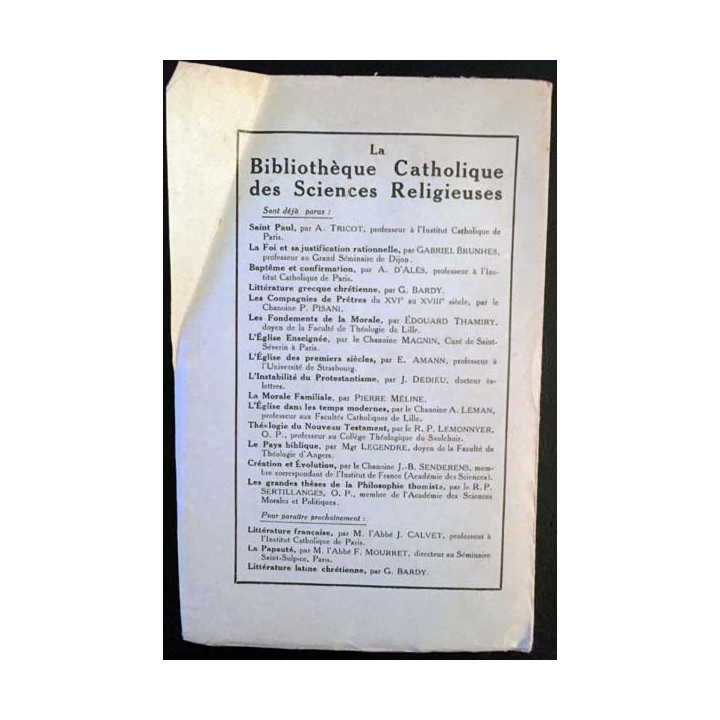 La
Bibliothèque Catholique
des Sciences Religieuses
Sont déjà parus :
Saint Paul, par A. TRICOT, professeur à l'Institut Catholique de
Paris.
La Foi et sa justification rationnelle, par GABRIEL BRUNHES,
professeur au Grand Séminaire de Dijon.
Baptême et confirmation, par A. D'ALÈS, professeur à l'Ins-
titut Catholique de Paris.
Littérature grecque chrétienne, par G. BARDY.
Les Compagnies de Prêtres du XVIe au XVIIIe siècle, par le
Chanoine P. PISANI.
Les Fondements de la Morale, par ÉDOUARD THAMIRY,
doyen de la Faculté de Théologie de Lille.
L'Église Enseignée, par le Chanoine MAGNIN, Curé de Saint-
Séverin à Paris.
L'Église des premiers siècles, par E. AMANN, professeur à
l'Université de Strasbourg.
L'Instabilité du Protestantisme, par J. DEDIEU, docteur ès-
lettres.
La Morale Familiale, par PIERRE MÉLINE.
L'Église dans les temps modernes, par le Chanoine A. LEMAN,
professeur aux Facultés Catholiques de Lille.
Théologie du Nouveau Testament, par le R. P. LEMONNYER,
O. P., professeur au Collège Théologique du Saulchoir.
Le Pays biblique, par Mgr LEGENDRE, doyen de la Faculté de
Théologie d'Angers.
Création et Évolution, par le Chanoine J.-B. SENDERENS, mem-
bre correspondant de l'Institut de France (Académie des Sciences).
Les grandes thèses de la Philosophie thomiste, par le R. P.
SERTILLANGES, O. P., membre de l'Académie des Sciences
Morales et Politiques.
Pour paraître prochainement :
Littérature française, par M. l'Abbé J. CALVET, professeur à
l'Institut Catholique de Paris.
La Papauté, par M. l'Abbé F. MOURRET, directeur au Séminaire
Saint-Sulpice, Paris.
Littérature latine chrétienne, par G. BARDY.